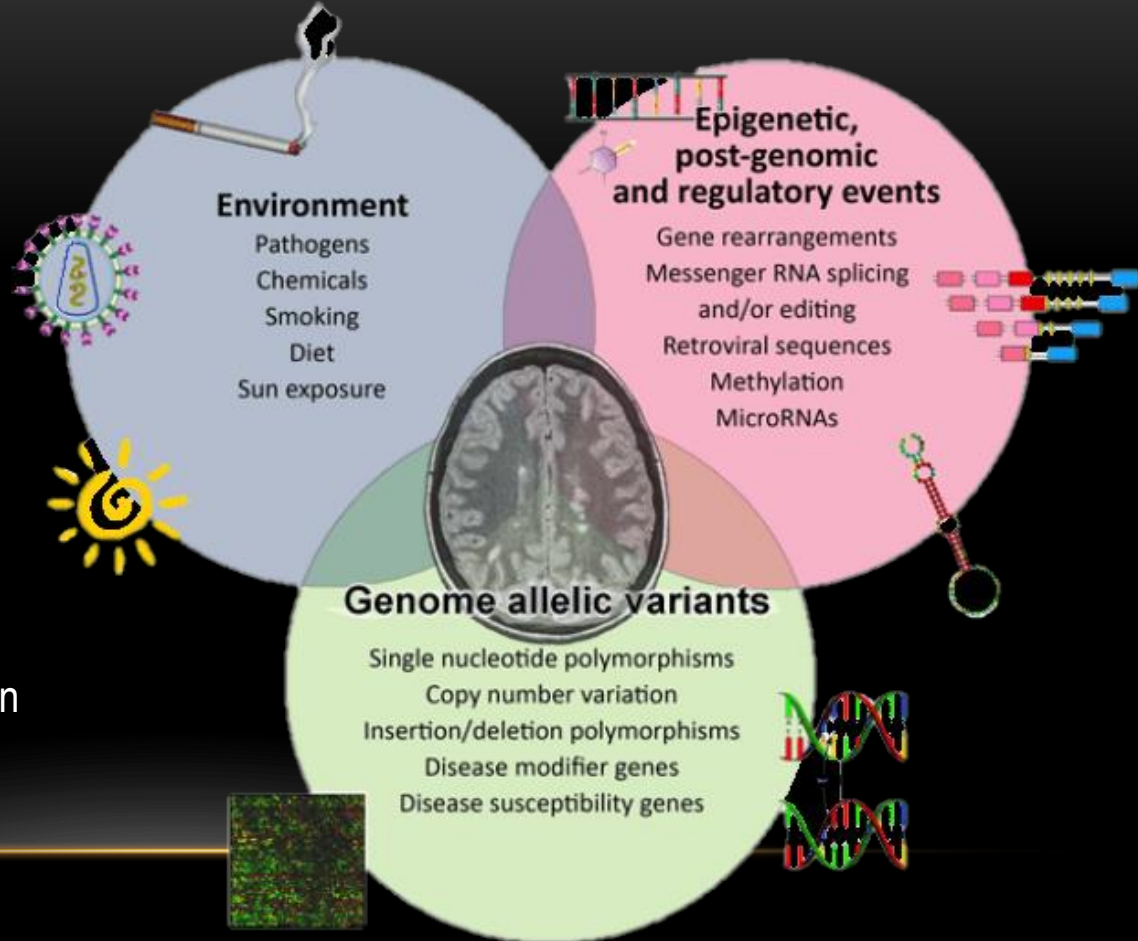 Environment
Pathogens
Chemicals
Smoking
Diet
Sun exposure
Epigenetic,
post-genomic
and regulatory events
Gene rearrangements
Messenger RNA splicing
and/or editing
Retroviral sequences
Methylation
MicroRNAs
Genome allelic variants
Single nucleotide polymorphisms
Copy number variation
Insertion/deletion polymorphisms
Disease modifier genes
Disease susceptibility genes
n